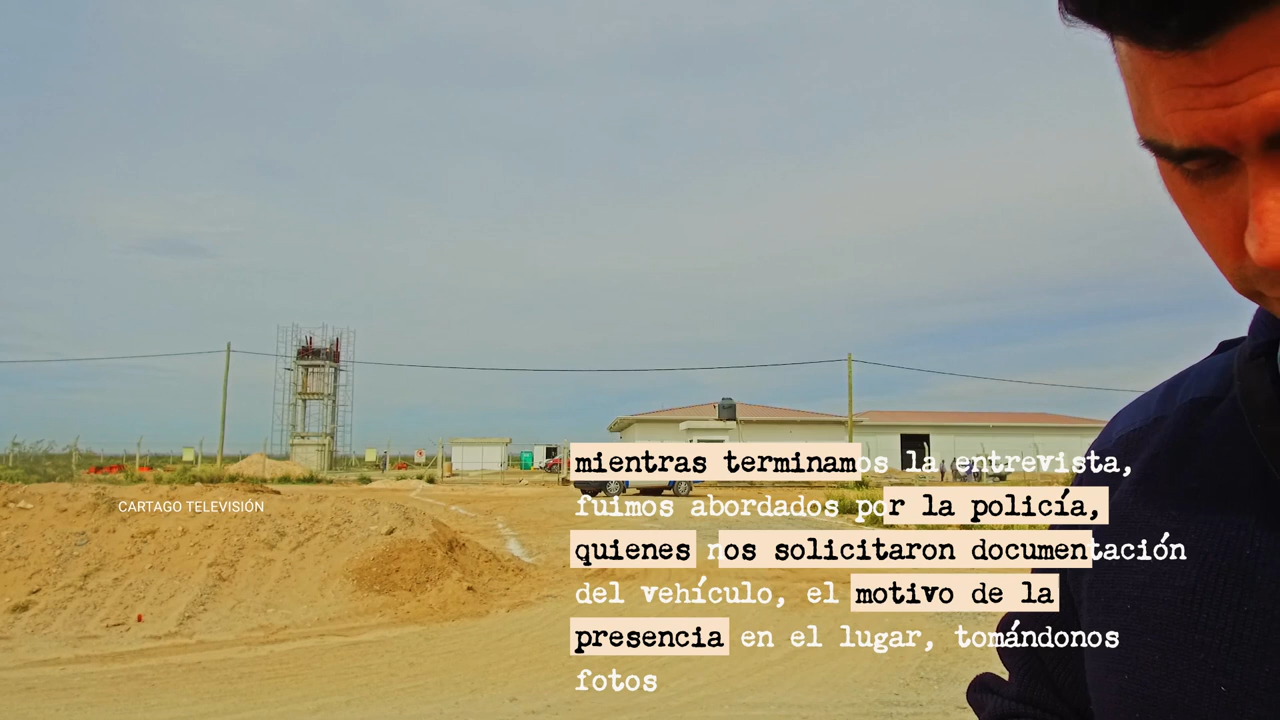 mientras terminamos la entrevista,
fuimos abordados por la policía,
CARTAGO TELEVISIÓN
quienes nos solicitaron documentación
del vehículo, el motivo de la
presencia en el lugar, tomándonos
fotos